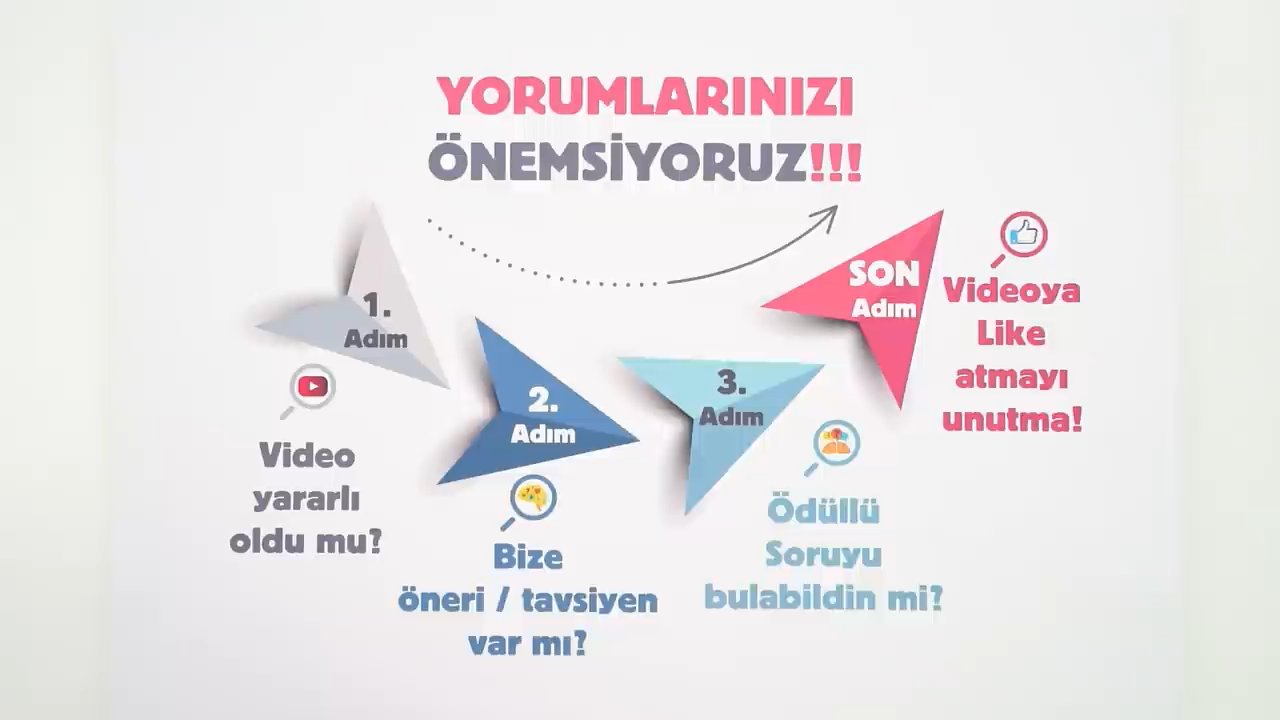 YORUMLARINIZI
ÖNEMSİYORUZ!!!
1.
Adım
Video
yararlı
oldu mu?
2.
Adım
Bize
öneri / tavsiyen
var mı?
3.
Adım
Ödüllü
Soruyu
bulabildin mi?
SON
Adım
Videoya
Like
atmayı
unutma!